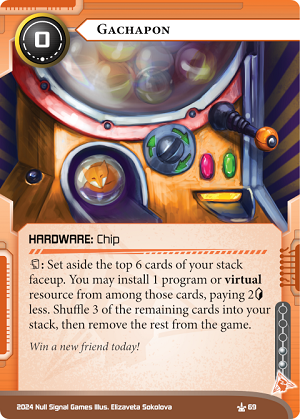 0
GACHAPON
HARDWARE: Chip
: Set aside the top 6 cards of your stack
faceup. You may install 1 program or virtual
resource from among those cards, paying 2
less. Shuffle 3 of the remaining cards into your
stack, then remove the rest from the game.
Win a new friend today!
2024 Null Signal Games Illus. Elizaveta Sokolova
69